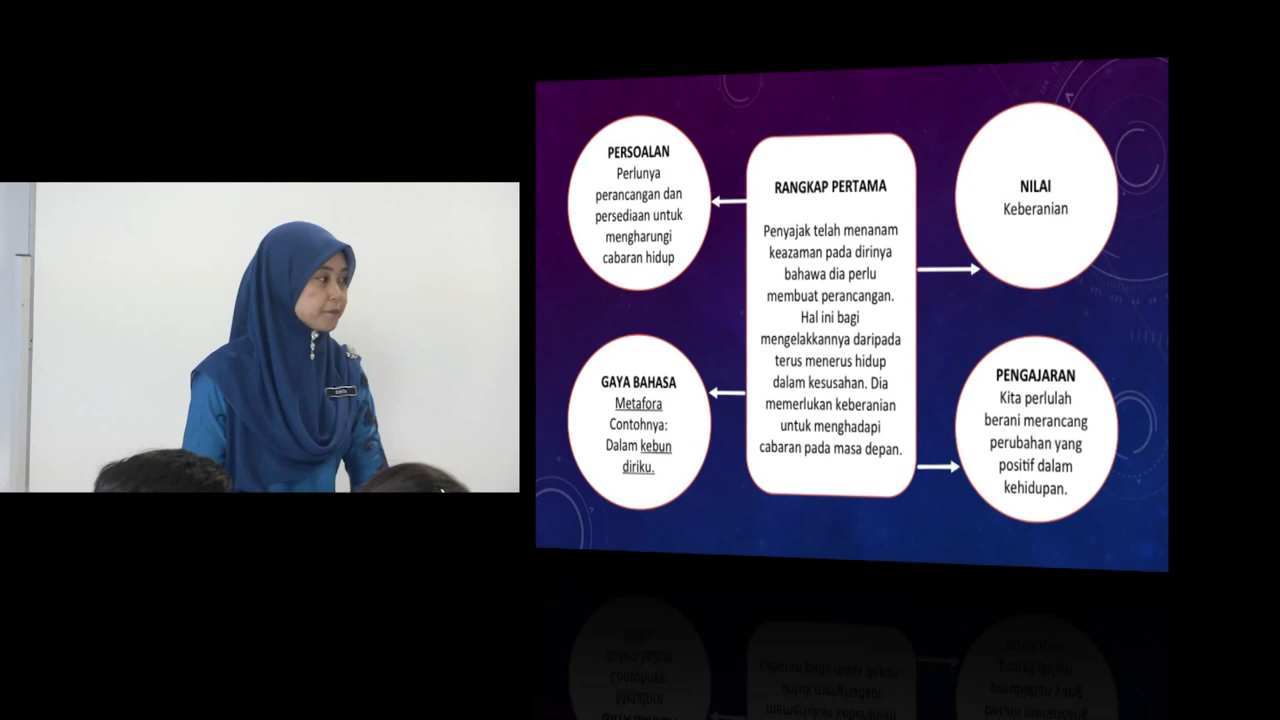 PERSOALAN
Perlunya
perancangan dan
persediaan untuk
mengharungi
cabaran hidup
GAYA BAHASA
Metafora
Contohnya:
Dalam kebun
diriku.
RANGKAP PERTAMA
Penyajak telah menanam
keazaman pada dirinya
bahawa dia perlu
membuat perancangan.
Hal ini bagi
mengelakkannya daripada
terus menerus hidup
dalam kesusahan. Dia
memerlukan keberanian
untuk menghadapi
cabaran pada masa depan.
NILAI
Keberanian
PENGAJARAN
Kita perlulah
berani merancang
perubahan yang
positif dalam
kehidupan.